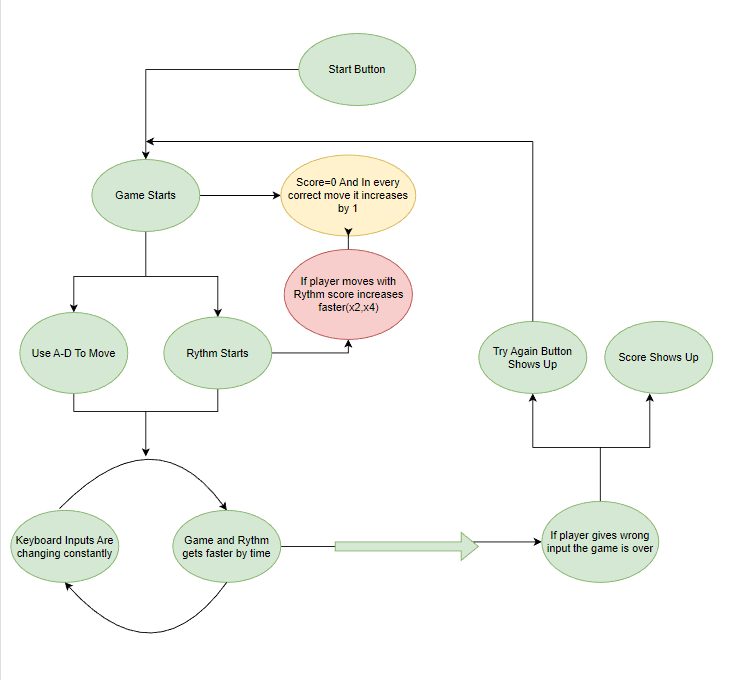 Start Button
Game Starts
Score=0 And In every
correct move it increases
by 1
If player moves with
Rythm score increases
faster(x2,x4)
Use A-D To Move
Rythm Starts
Try Again Button
Shows Up
Score Shows Up
Keyboard Inputs Are
changing constantly
Game and Rythm
gets faster by time
If player gives wrong
input the game is over